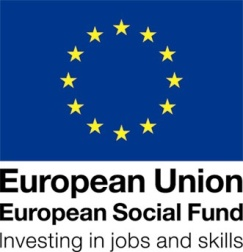 European Union
European Social Fund
Investing in jobs and skills